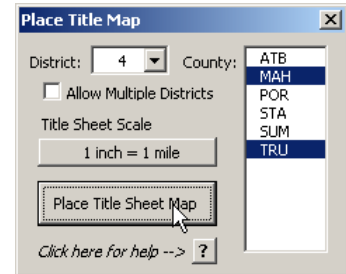 Place Title Map
District: 4 County:
Allow Multiple Districts
Title Sheet Scale
1 inch = 1 mile
Place Title Sheet Map
Click here for help --> ?
ATB
MAH
POR
STA
SUM
TRU